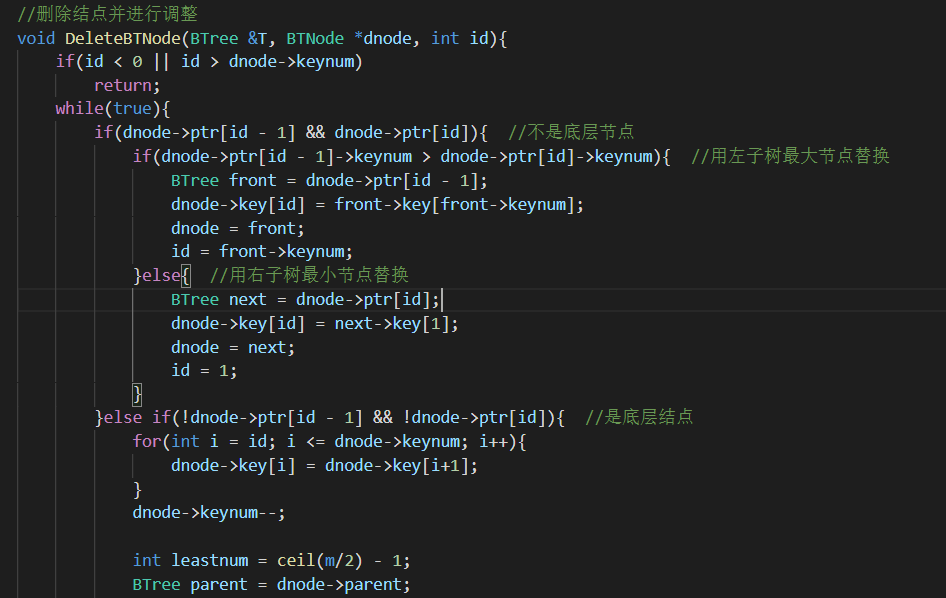 //删除结点并进行调整
void DeleteBTNode(BTree &T, BTNode *dnode, int id){
    if(id < 0 || id > dnode->keynum)
        return;
    while(true){
        if(dnode->ptr[id - 1] && dnode->ptr[id]){  //不是底层节点
            if(dnode->ptr[id - 1]->keynum > dnode->ptr[id]->keynum){  //用左子树最大节点替换
                BTree front = dnode->ptr[id - 1];
                dnode->key[id] = front->key[front->keynum];
                dnode = front;
                id = front->keynum;
            }else{  //用右子树最小节点替换
                BTree next = dnode->ptr[id];
                dnode->key[id] = next->key[1];
                dnode = next;
                id = 1;
            }
        }else if(!dnode->ptr[id - 1] && !dnode->ptr[id]){  //是底层结点
            for(int i = id; i <= dnode->keynum; i++){
                dnode->key[i] = dnode->key[i+1];
            }
            dnode->keynum--;
            int leastnum = ceil(m/2) - 1;
            BTree parent = dnode->parent;